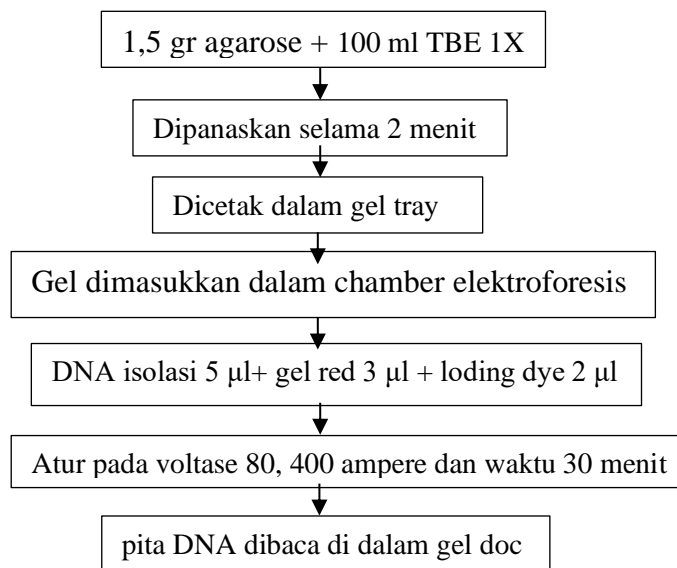 1,5 gr agarose + 100 ml TBE 1X
Dipanaskan selama 2 menit
Dicetak dalam gel tray
Gel dimasukkan dalam chamber elektroforesis
DNA isolasi 5 μl+ gel red 3 μl + loding dye 2 μl
Atur pada voltase 80, 400 ampere dan waktu 30 menit
pita DNA dibaca di dalam gel doc